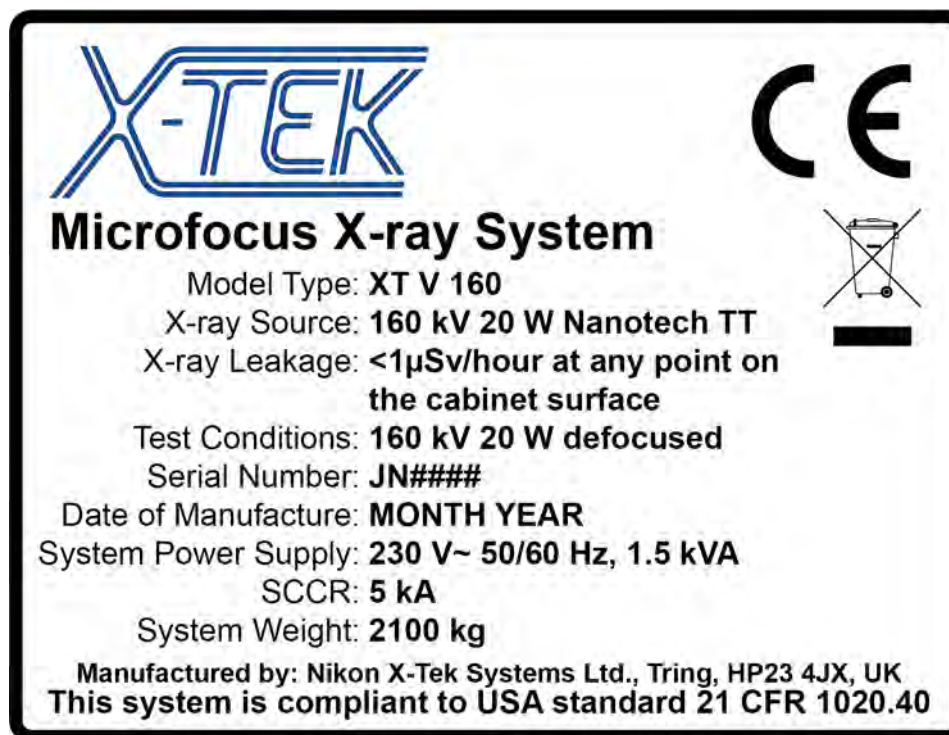 X-TEK
CE
Microfocus X-ray System
Model Type: XT V 160
X-ray Source: 160 kV 20 W Nanotech TT
X-ray Leakage: <1µSv/hour at any point on
the cabinet surface
Test Conditions: 160 kV 20 W defocused
Serial Number: JN####
Date of Manufacture: MONTH YEAR
System Power Supply: 230 V~ 50/60 Hz, 1.5 kVA
SCCR: 5 kA
System Weight: 2100 kg
Manufactured by: Nikon X-Tek Systems Ltd., Tring, HP23 4JX, UK
This system is compliant to USA standard 21 CFR 1020.40